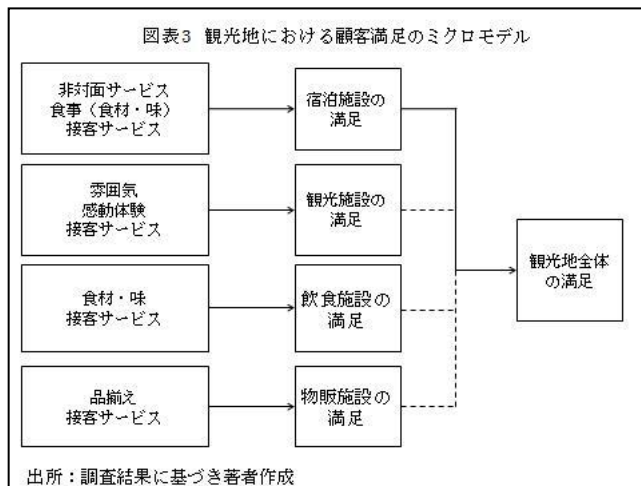 図表3 観光地における顧客満足のミクロモデル
非対面サービス
食事（食材・味）
接客サービス
宿泊施設の
満足
雰囲気
感動体験
接客サービス
観光施設の
満足
観光地全体
の満足
食材・味
接客サービス
飲食施設の
満足
品揃え
接客サービス
物販施設の
満足
出所：調査結果に基づき著者作成